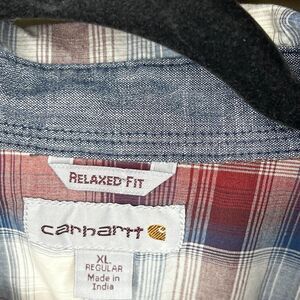 RELAXED FIT
carhartt
XL
REGULAR
Made in
India